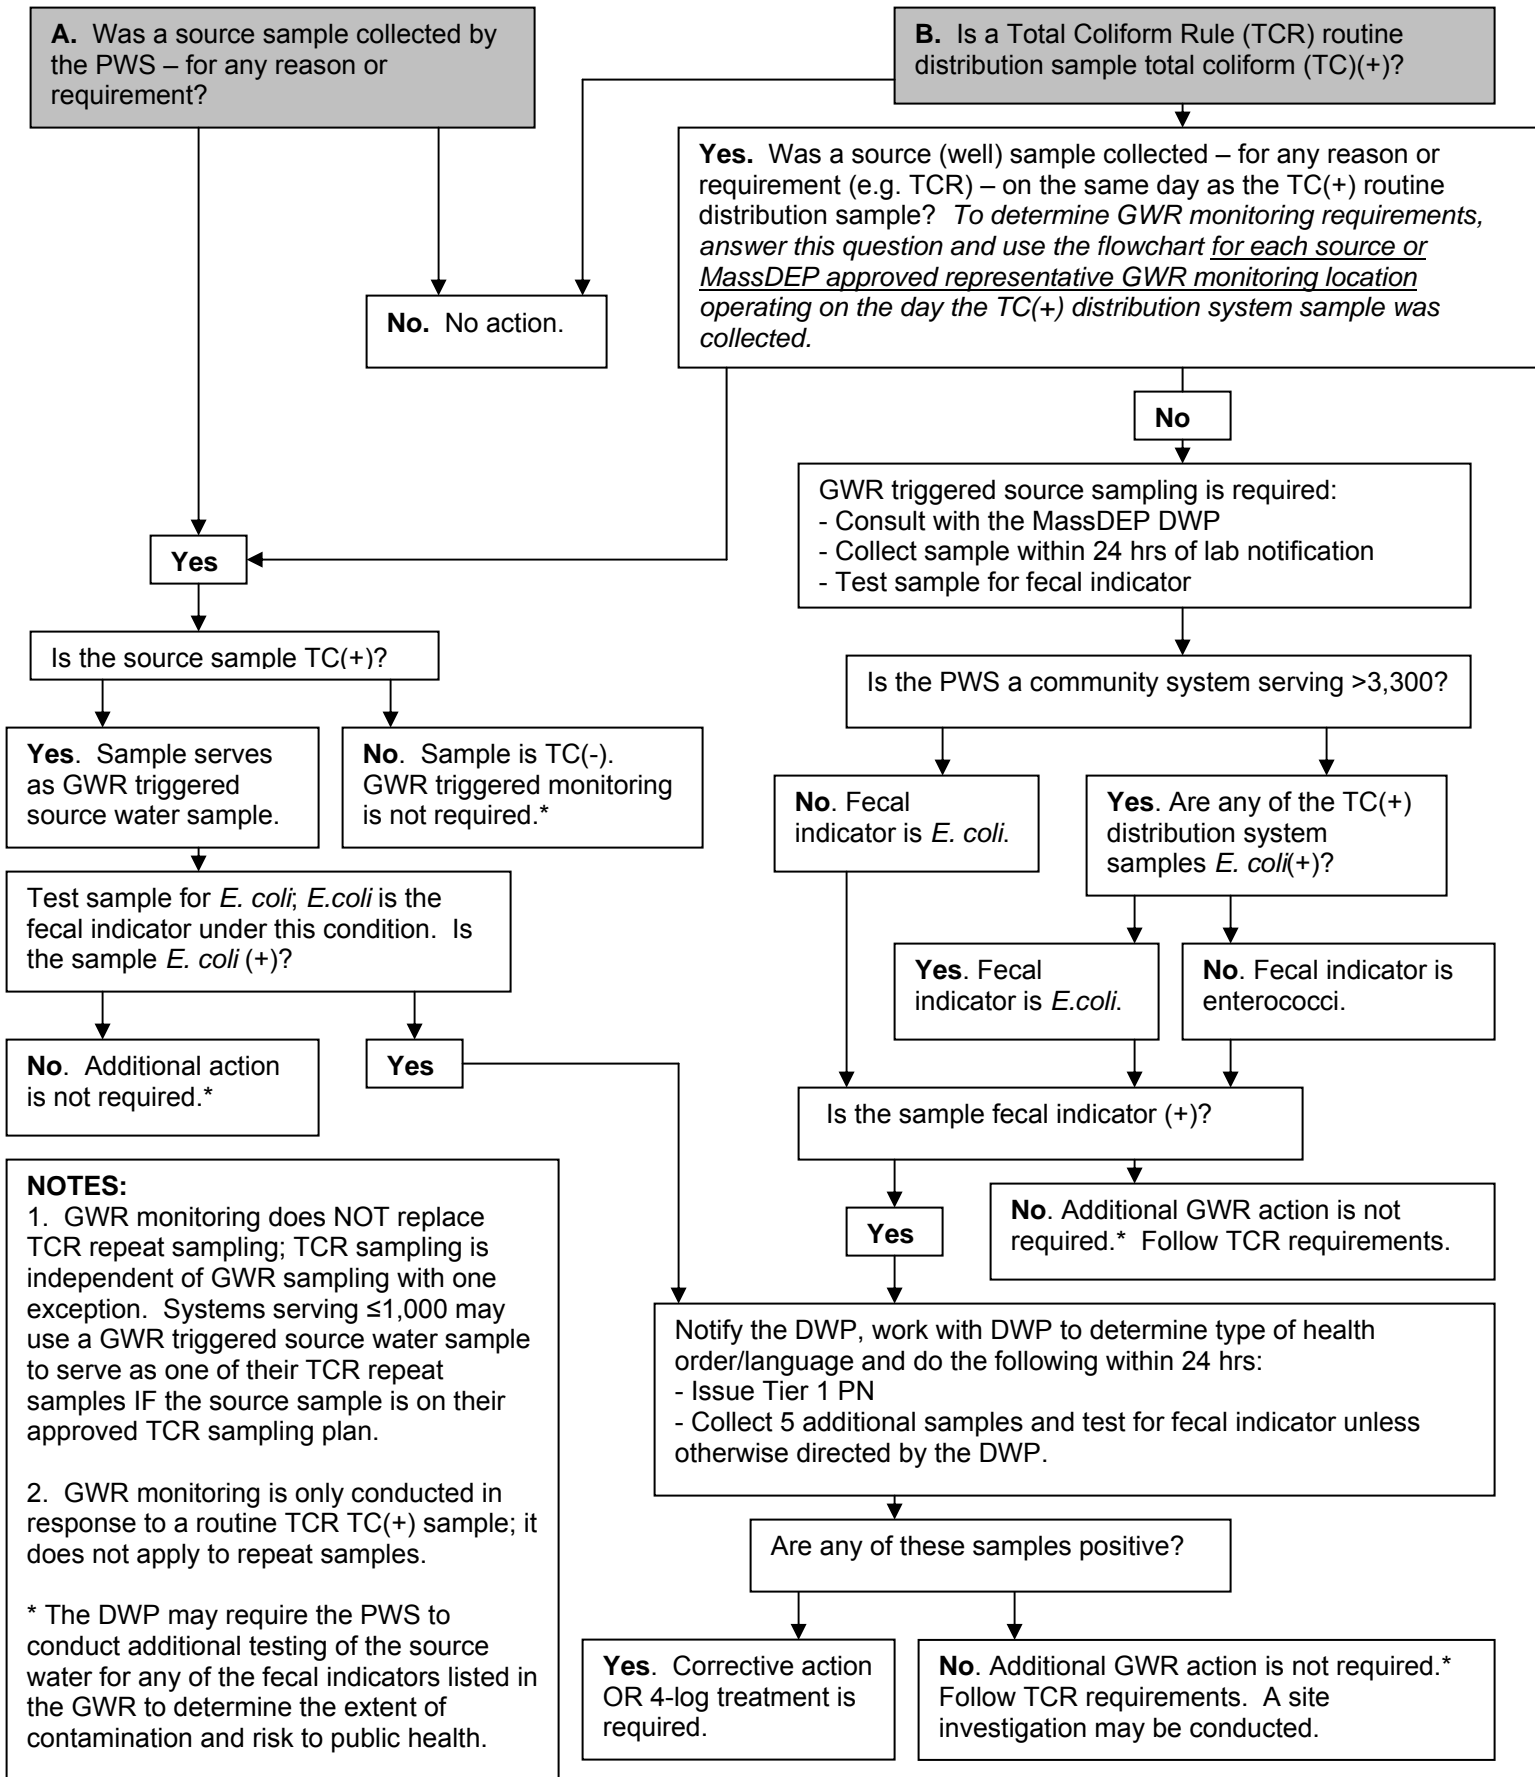 A. Was a source sample collected by
the PWS – for any reason or
requirement?
B. Is a Total Coliform Rule (TCR) routine
distribution sample total coliform (TC)(+)?
Yes. Was a source (well) sample collected – for any reason or
requirement (e.g. TCR) – on the same day as the TC(+) routine
distribution sample? To determine GWR monitoring requirements,
answer this question and use the flowchart for each source or
MassDEP approved representative GWR monitoring location
operating on the day the TC(+) distribution system sample was
collected.
No. No action.
No
GWR triggered source sampling is required:
- Consult with the MassDEP DWP
- Collect sample within 24 hrs of lab notification
- Test sample for fecal indicator
Yes
Is the source sample TC(+)?
Is the PWS a community system serving >3,300?
Yes. Sample serves
as GWR triggered
source water sample.
No. Sample is TC(-).
GWR triggered monitoring
is not required.*
No. Fecal
indicator is E. coli.
Yes. Are any of the TC(+)
distribution system
samples E. coli(+)?
Test sample for E. coli; E.coli is the
fecal indicator under this condition. Is
the sample E. coli (+)?
Yes. Fecal
indicator is E.coli.
No. Fecal indicator is
enterococci.
No. Additional action
is not required.*
Yes
Is the sample fecal indicator (+)?
Yes
No. Additional GWR action is not
required.* Follow TCR requirements.
NOTES:
1. GWR monitoring does NOT replace
TCR repeat sampling; TCR sampling is
independent of GWR sampling with one
exception. Systems serving ≤1,000 may
use a GWR triggered source water sample
to serve as one of their TCR repeat
samples IF the source sample is on their
approved TCR sampling plan.
2. GWR monitoring is only conducted in
response to a routine TCR TC(+) sample; it
does not apply to repeat samples.
* The DWP may require the PWS to
conduct additional testing of the source
water for any of the fecal indicators listed in
the GWR to determine the extent of
contamination and risk to public health.
Notify the DWP, work with DWP to determine type of health
order/language and do the following within 24 hrs:
- Issue Tier 1 PN
- Collect 5 additional samples and test for fecal indicator unless
otherwise directed by the DWP.
Are any of these samples positive?
Yes. Corrective action
OR 4-log treatment is
required.
No. Additional GWR action is not required.*
Follow TCR requirements. A site
investigation may be conducted.